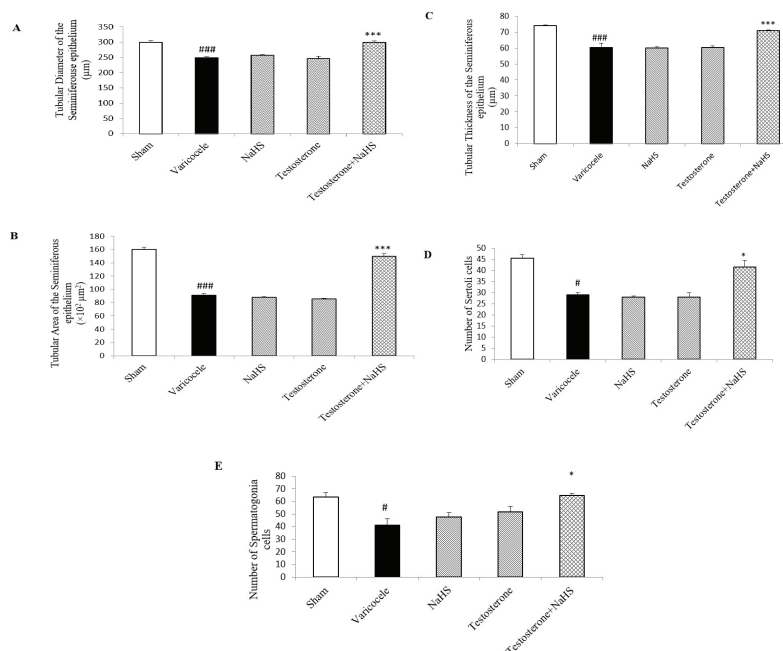 A
Tubular Diameter of the
Seminiferouse epithelium
(µm)
350
300
250
200
150
100
50
0
###
***
Sham
Varicocele
NaHS
Testosterone
Testosterone+NaHS
B
Tubular Area of the Seminiferous
epithelium
(×10² µm²)
180
160
140
120
100
80
60
40
20
0
###
***
Sham
Varicocele
NaHS
Testosterone
Testosterone+NaHS
C
Tubular Thickness of the Seminiferous
epithelium
(µm)
80
70
60
50
40
30
20
10
0
###
***
Sham
Varicocele
NaHS
Testosterone
Testosterone+NaHS
D
Number of Sertoli cells
50
45
40
35
30
25
20
15
10
5
0
#
*
Sham
Varicocele
NaHS
Testosterone
Testosterone+NaHS
E
Number of Spermatogonia
cells
80
70
60
50
40
30
20
10
0
#
*
Sham
Varicocele
NaHS
Testosterone
Testosterone+NaHS